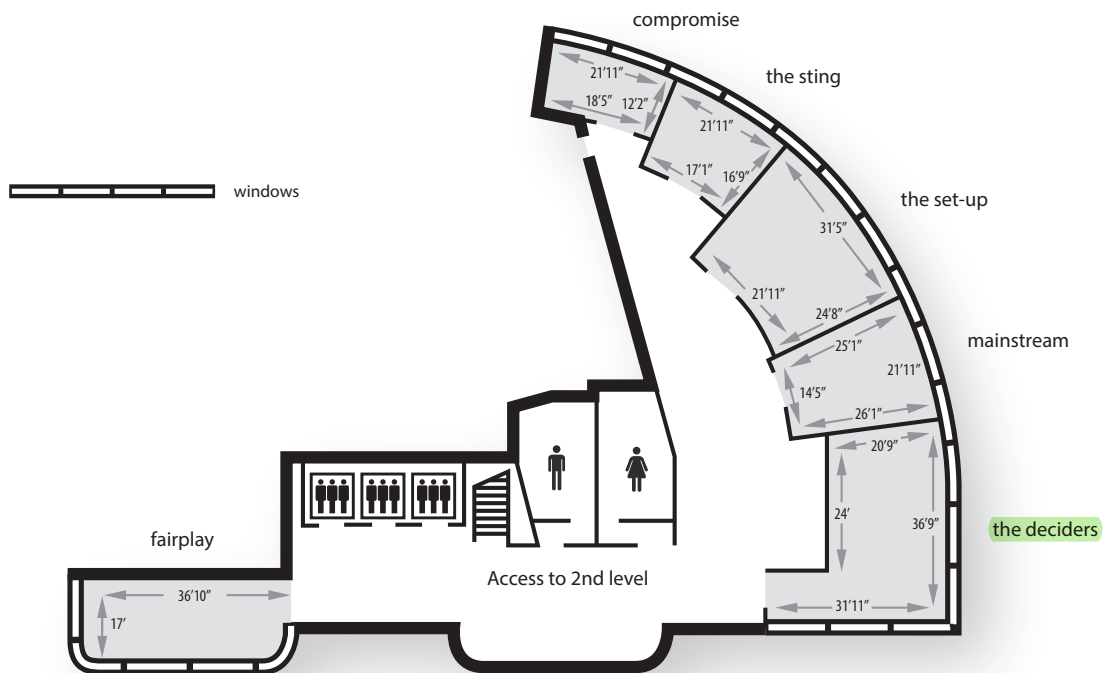 compromise
the sting
21’11”
18’5”
12’2”
21’11”
17’1”
16’9”
windows
the set-up
31’5”
21’11”
24’8”
mainstream
25’1”
21’11”
14’5”
26’1”
20’9”
24’
36’9”
the deciders
fairplay
Access to 2nd level
36’10”
17’
31’11”